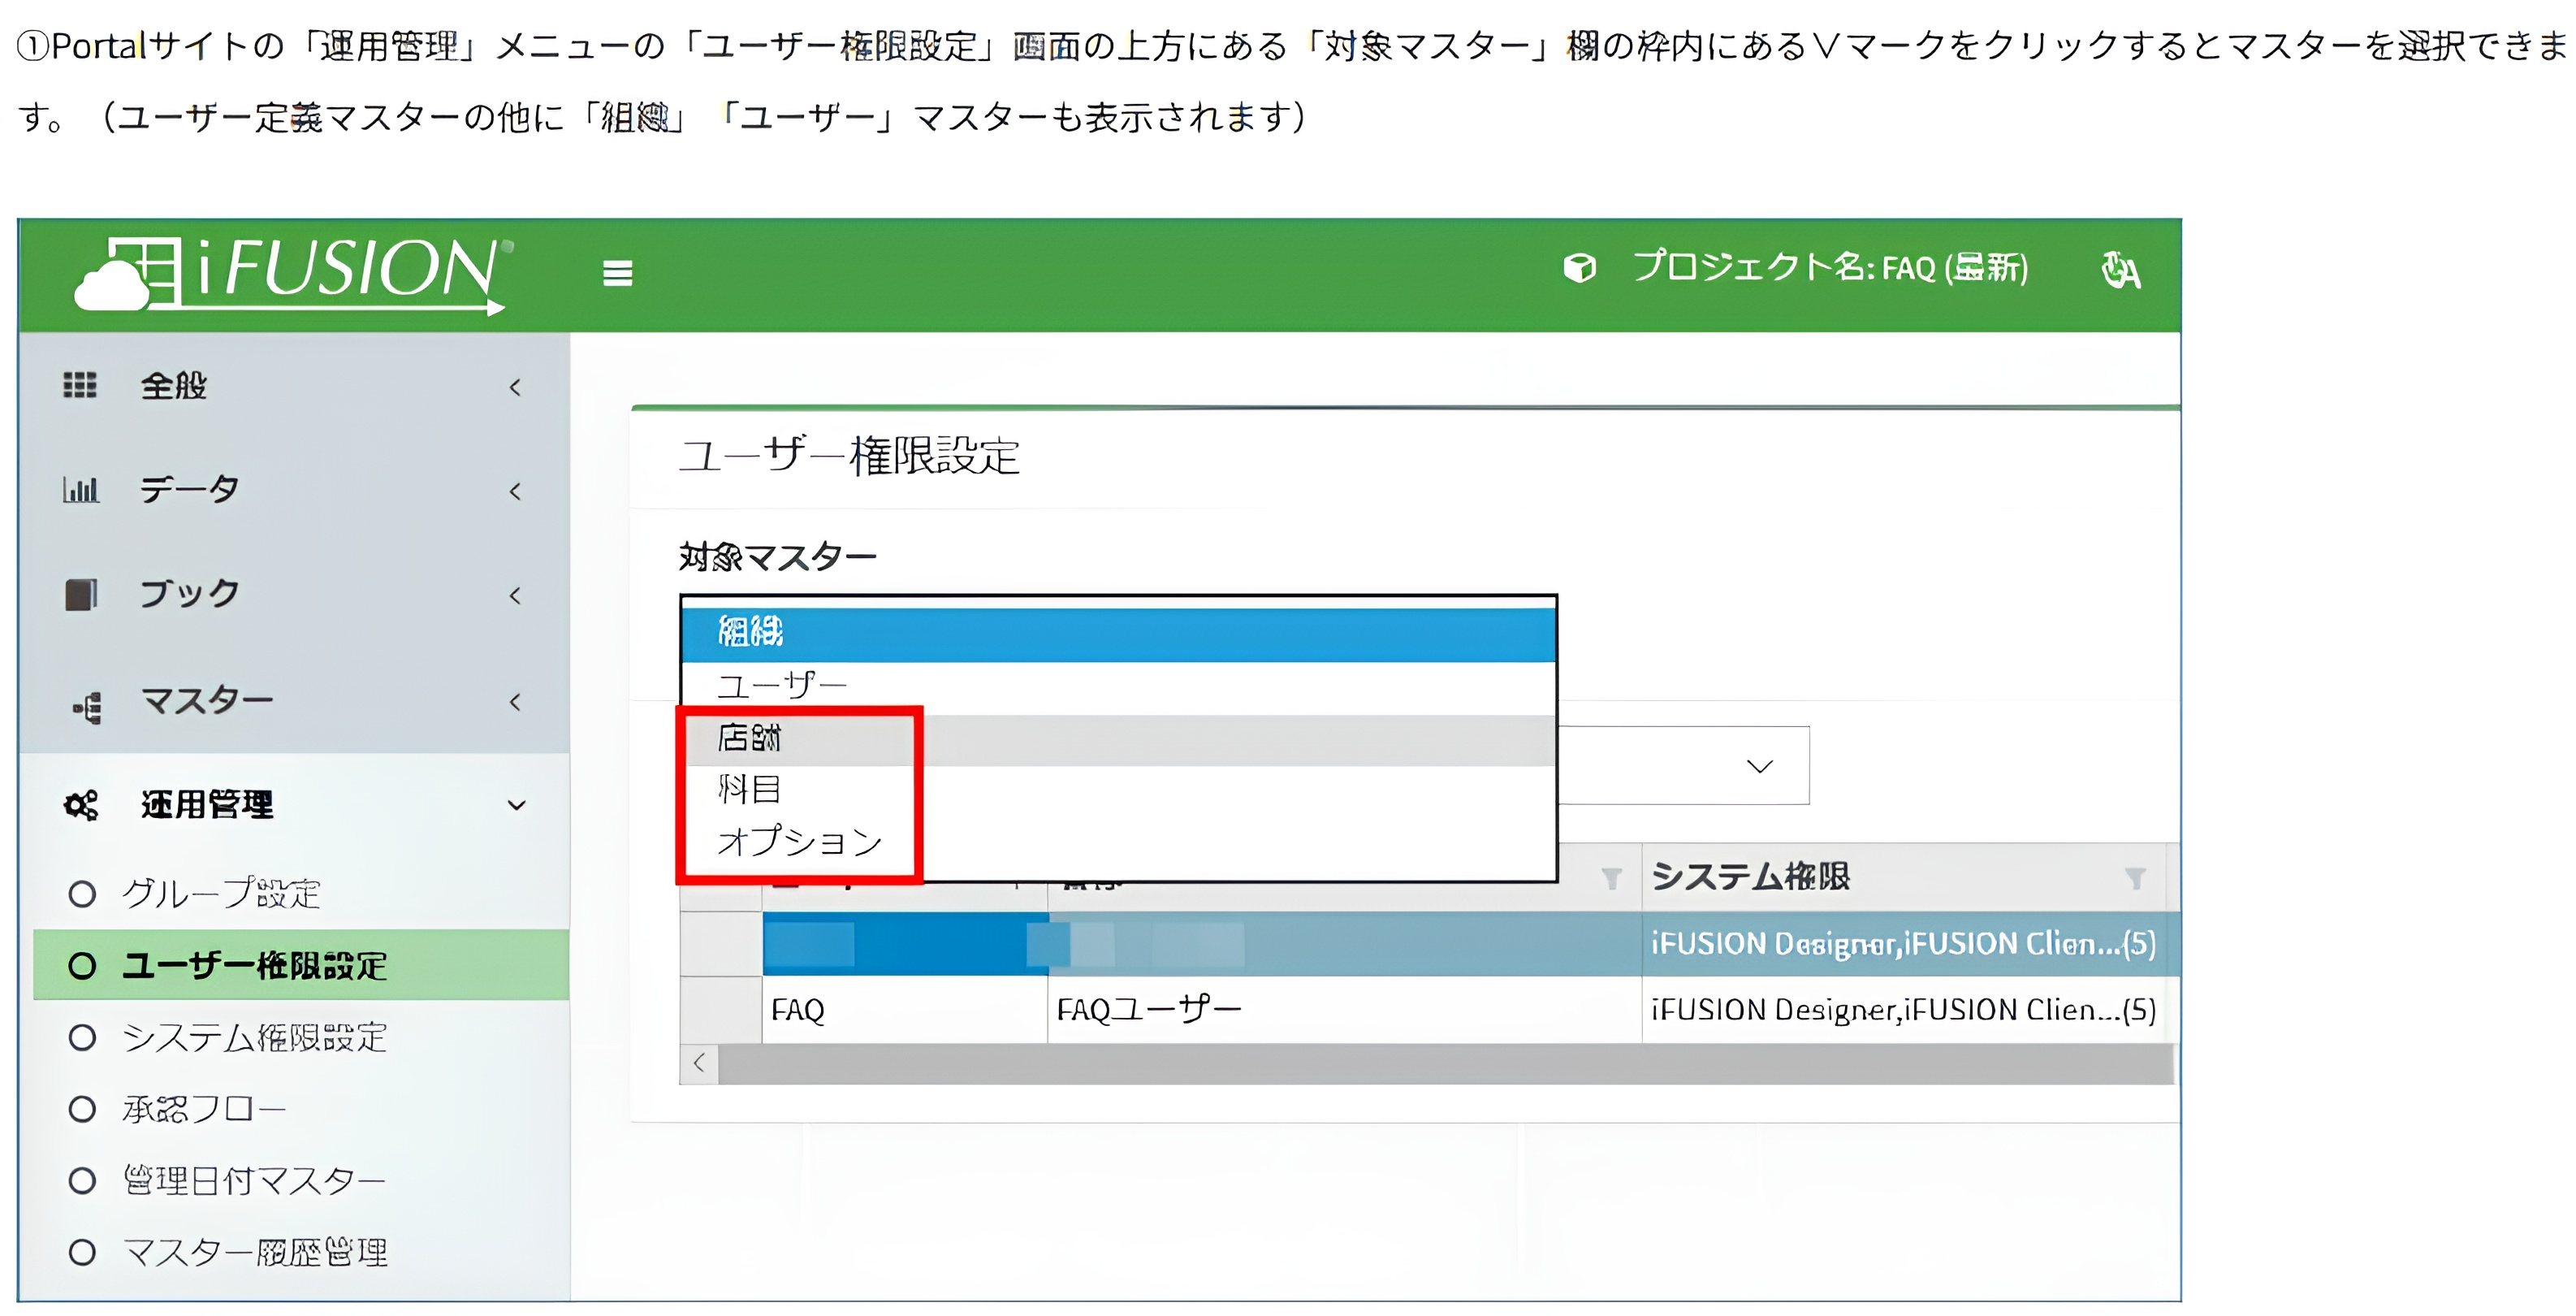 ①Portalサイトの「運用管理」メニューの「ユーザー権限設定」画面の上方にある「対象マスター」欄の枠内にある∨マークをクリックするとマスターを選択できま
す。（ユーザー定義マスターの他に「組織」「ユーザー」マスターも表示されます）
iFUSION
プロジェクト名: FAQ (最新)
全般
データ
ブック
マスター
運用管理
グループ設定
ユーザー権限設定
システム権限設定
承認フロー
管理日付マスター
マスター履歴管理
ユーザー権限設定
対象マスター
組織
ユーザー
店舗
科目
オプション
システム権限
iFUSION Designer,iFUSION Clien...(5)
FAQ FAQユーザー iFUSION Designer,iFUSION Clien...(5)